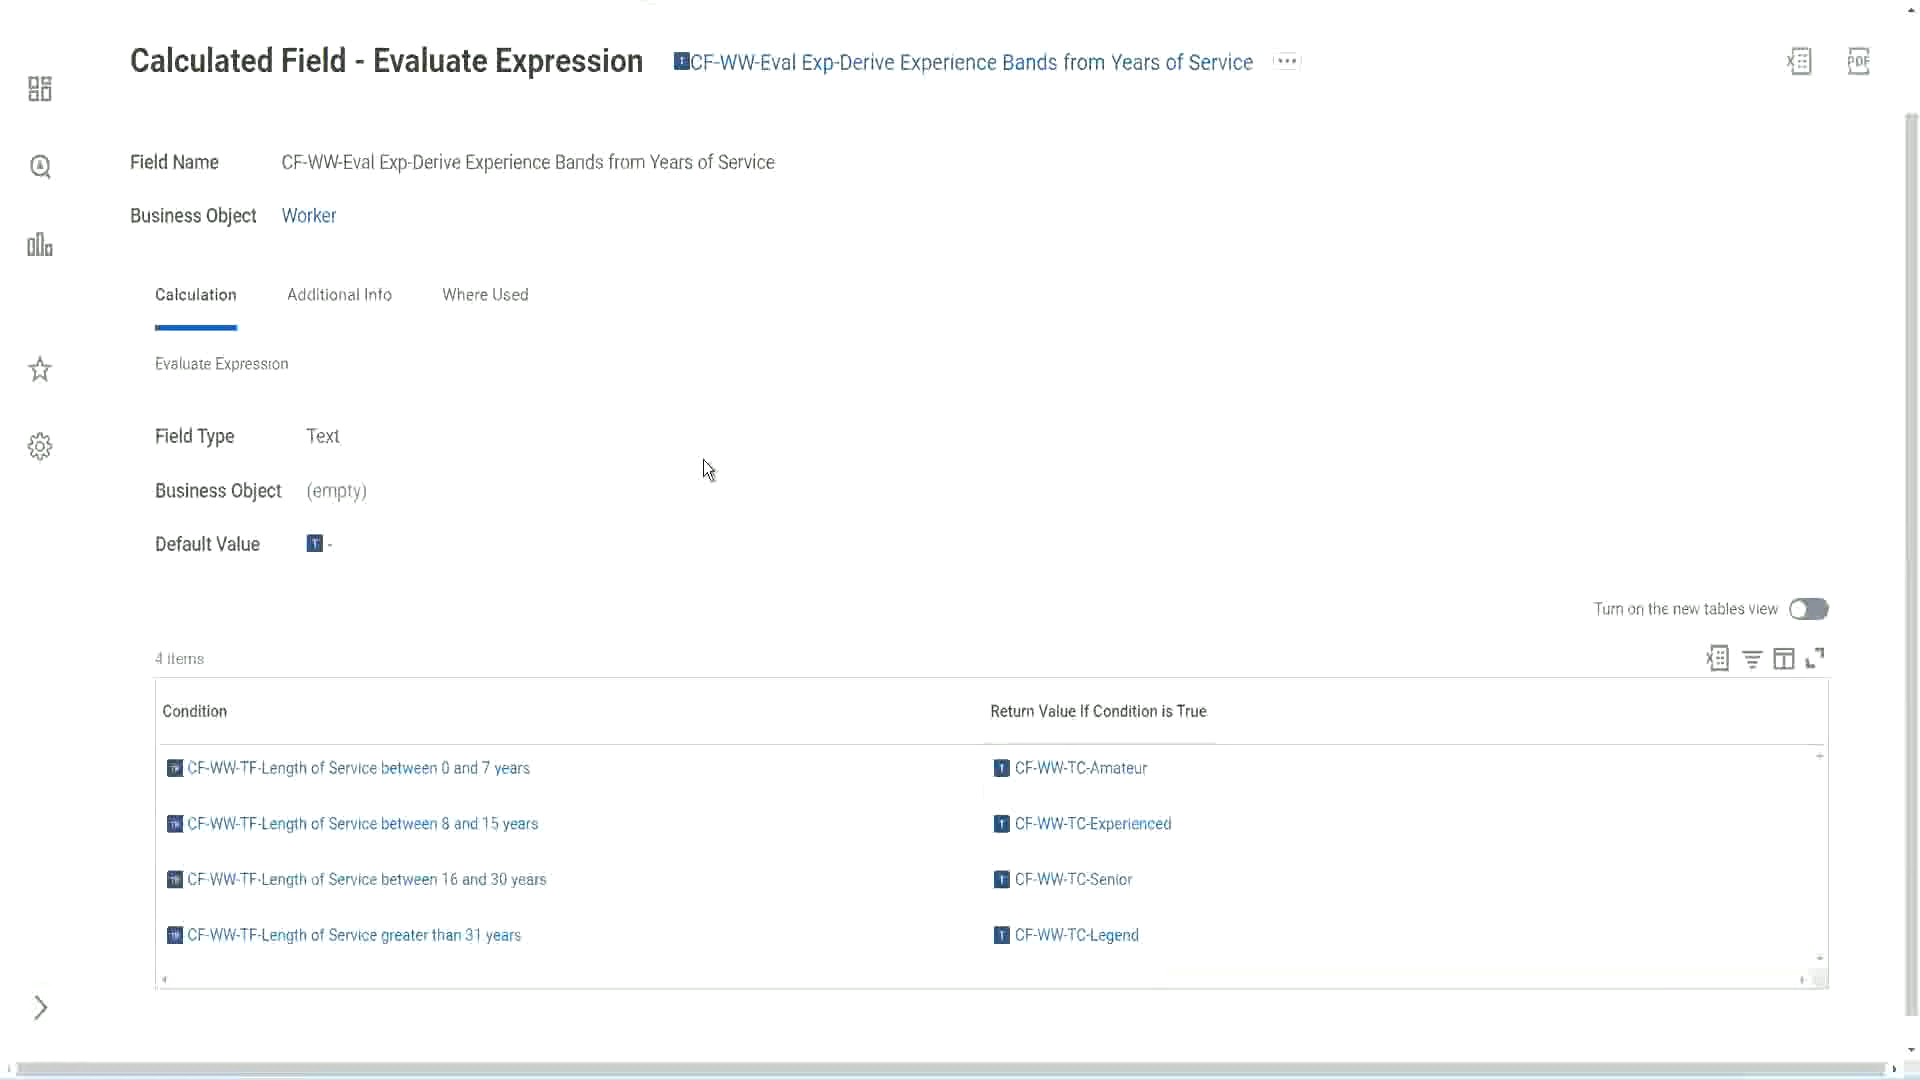 Calculated Field - Evaluate Expression
T CF-WW-Eval Exp-Derive Experience Bands from Years of Service
PDF
Field Name CF-WW-Eval Exp-Derive Experience Bands from Years of Service
Business Object Worker
Calculation Additional Info Where Used
Evaluate Expression
Field Type Text
Business Object (empty)
Default Value T -
Turn on the new tables view
4 items
Condition Return Value If Condition is True
CF-WW-TF-Length of Service between 0 and 7 years T CF-WW-TC-Amateur
CF-WW-TF-Length of Service between 8 and 15 years T CF-WW-TC-Experienced
CF-WW-TF-Length of Service between 16 and 30 years T CF-WW-TC-Senior
CF-WW-TF-Length of Service greater than 31 years T CF-WW-TC-Legend